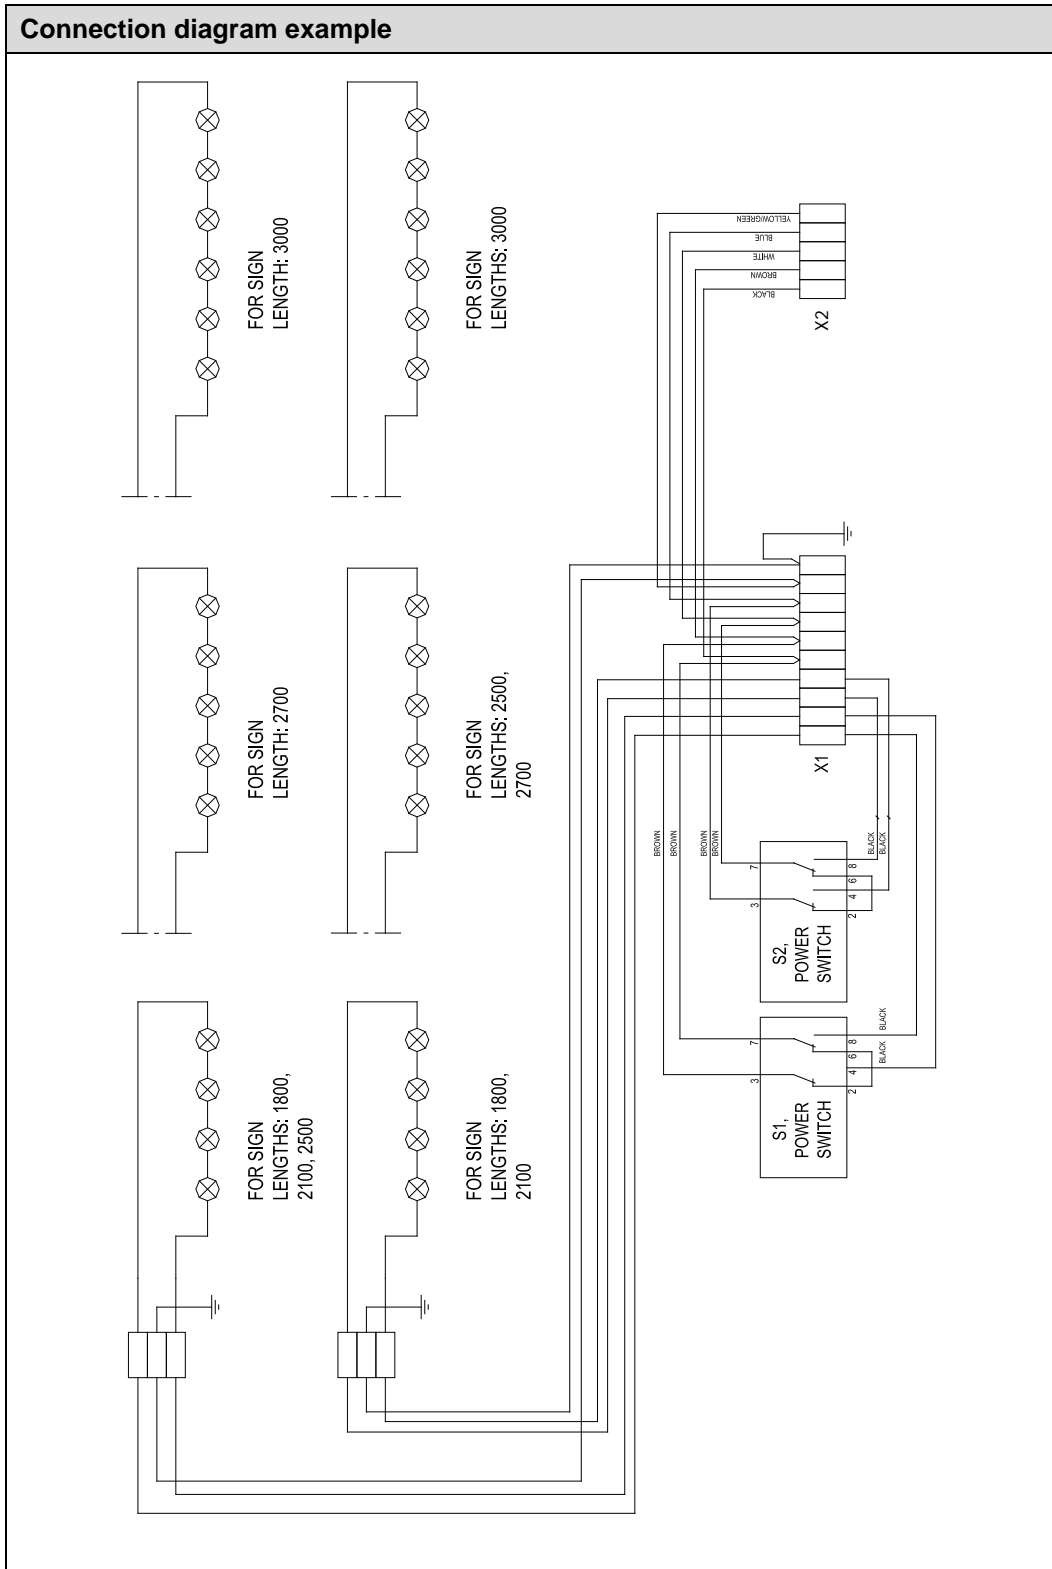 Connection diagram example
FOR SIGN
LENGTH: 3000
FOR SIGN
LENGTHS: 3000
YELLOW/GREEN
BLUE
WHITE
BROWN
BLACK
X2
FOR SIGN
LENGTH: 2700
FOR SIGN
LENGTHS: 2500,
2700
X1
BROWN
BROWN
BROWN
BROWN
BLACK
BLACK
7
3
8
6
4
2
S2,
POWER
SWITCH
FOR SIGN
LENGTHS: 1800,
2100, 2500
FOR SIGN
LENGTHS: 1800,
2100
BLACK
BLACK
7
3
8
6
4
2
S1,
POWER
SWITCH